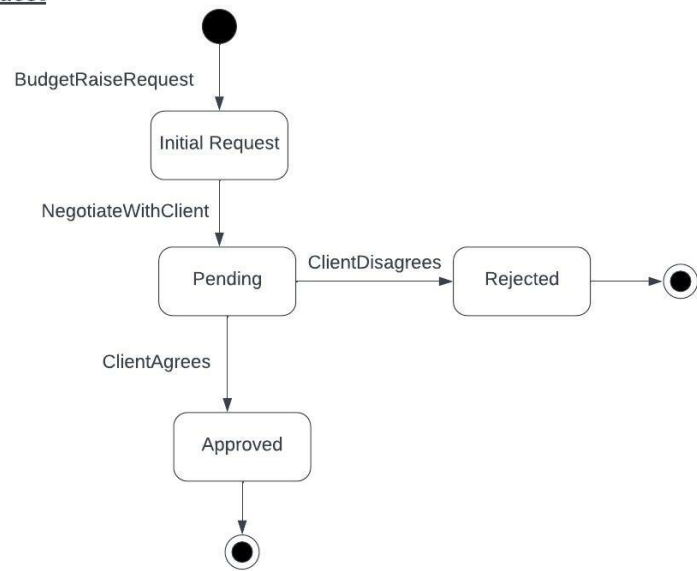 BudgetRaiseRequest
Initial Request
NegotiateWithClient
ClientDisagrees
Pending
Rejected
ClientAgrees
Approved